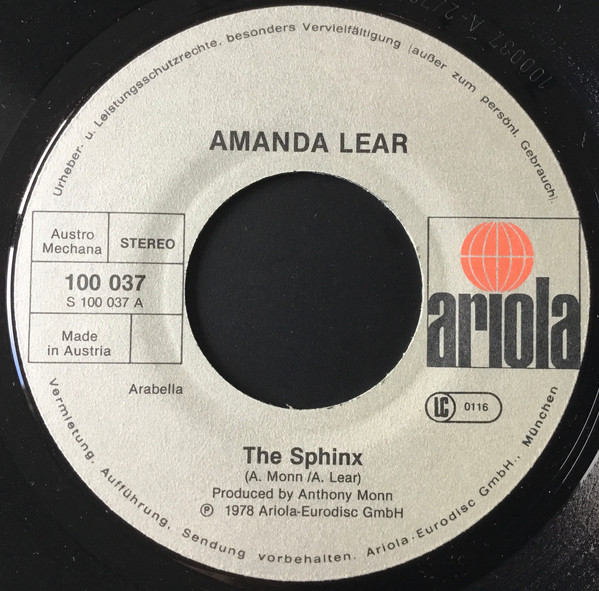 Urheber- u. Leistungsschutzrechte, besonders Vervielfältigung (außer zum persönl. Gebrauch),
AMANDA LEAR
Austro
Mechana
STEREO
100 037
S 100 037 A
Made
in Austria
ariola
Arabella
LC 0116
The Sphinx
(A. Monn /A. Lear)
Produced by Anthony Monn
℗ 1978 Ariola-Eurodisc GmbH
Vermietung, Aufführung, Sendung vorbehalten. Ariola-Eurodisc GmbH., München